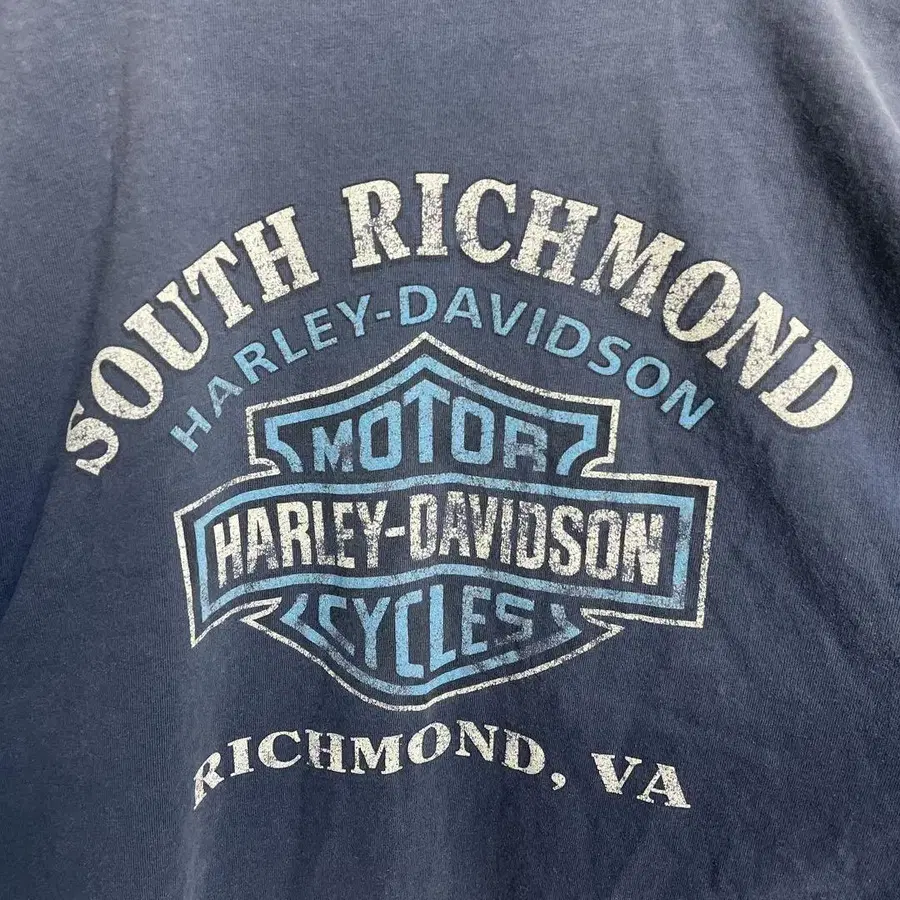 SOUTH RICHMOND
HARLEY-DAVIDSON
MOTOR
HARLEY-DAVIDSON
CYCLES
RICHMOND, VA